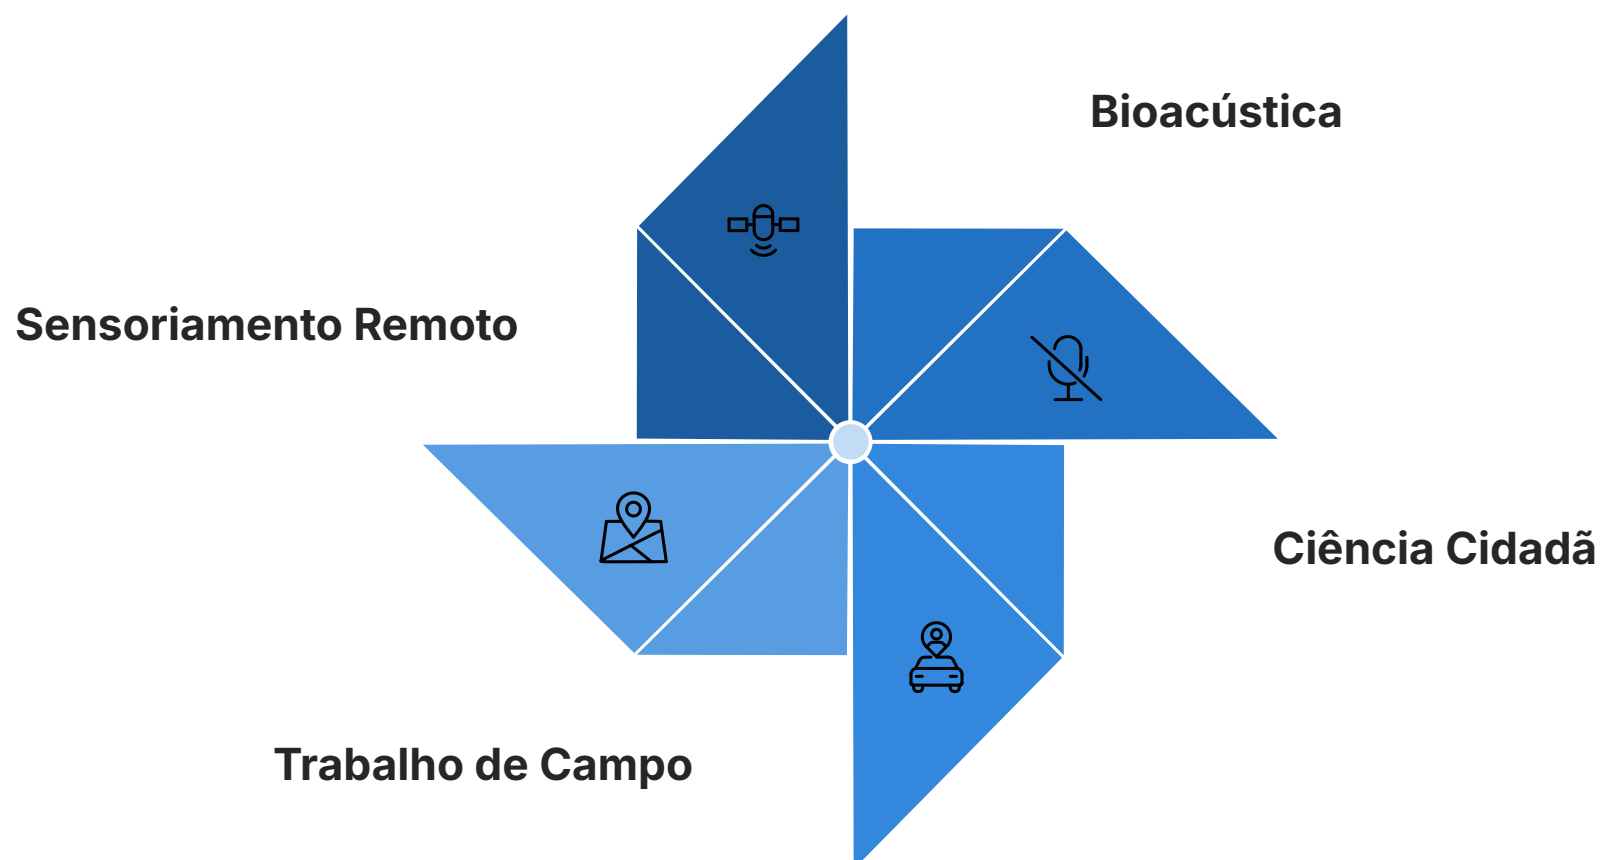 Bioacústica
Sensoriamento Remoto
Ciência Cidadã
Trabalho de Campo